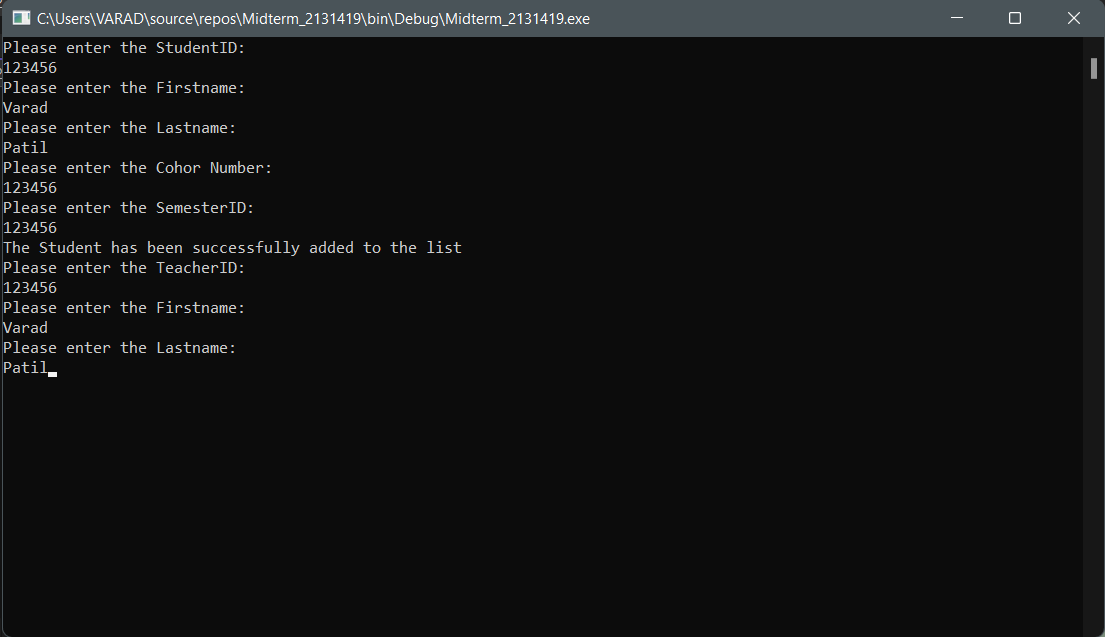 C:\Users\VARAD\source\repos\Midterm_2131419\bin\Debug\Midterm_2131419.exe
Please enter the StudentID:
123456
Please enter the Firstname:
Varad
Please enter the Lastname:
Patil
Please enter the Cohor Number:
123456
Please enter the SemesterID:
123456
The Student has been successfully added to the list
Please enter the TeacherID:
123456
Please enter the Firstname:
Varad
Please enter the Lastname:
Patil